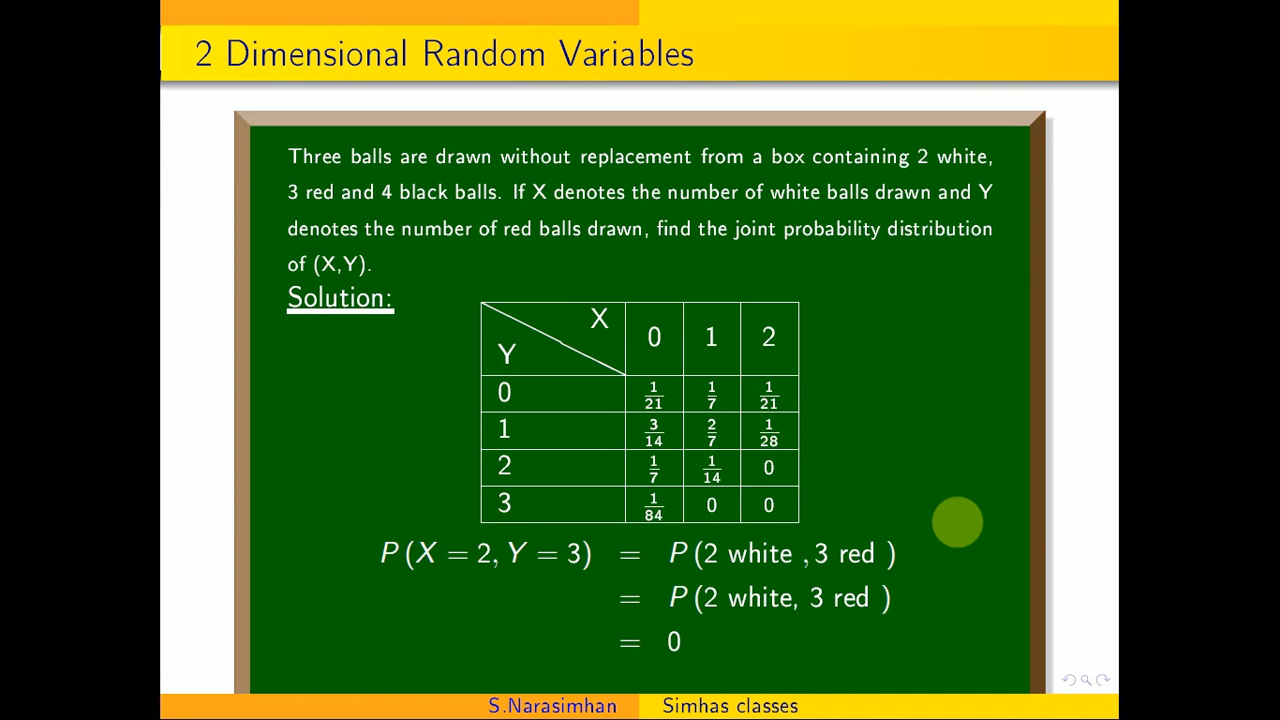 2 Dimensional Random Variables
Three balls are drawn without replacement from a box containing 2 white,
3 red and 4 black balls. If X denotes the number of white balls drawn and Y
denotes the number of red balls drawn, find the joint probability distribution
of (X,Y).
Solution:
X
Y
0 1 2
0 1/21 1/7 1/21
1 3/14 2/7 1/28
2 1/7 1/14 0
3 1/84 0 0
P(X = 2, Y = 3) = P(2 white , 3 red )
= P(2 white, 3 red )
= 0
S.Narasimhan Simhas classes